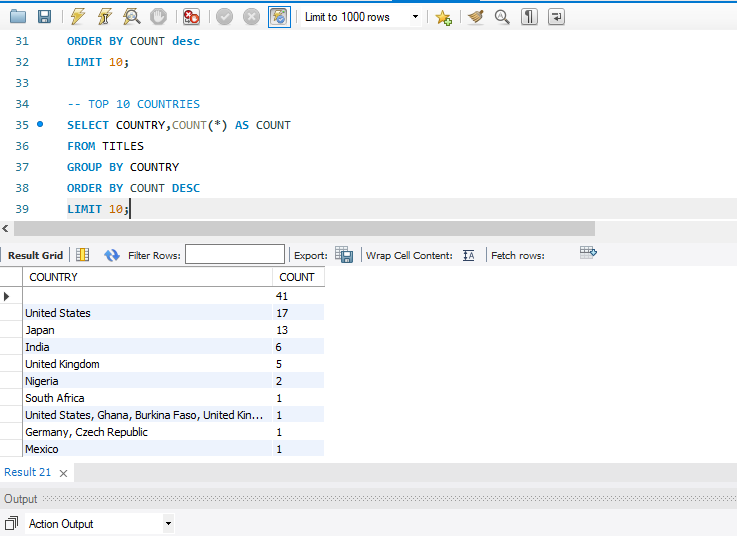 Limit to 1000 rows
31 ORDER BY COUNT desc
32 LIMIT 10;
33
34 -- TOP 10 COUNTRIES
35 SELECT COUNTRY,COUNT(*) AS COUNT
36 FROM TITLES
37 GROUP BY COUNTRY
38 ORDER BY COUNT DESC
39 LIMIT 10;
Result Grid Filter Rows: Export: Wrap Cell Content: Fetch rows:
COUNTRY COUNT
41
United States 17
Japan 13
India 6
United Kingdom 5
Nigeria 2
South Africa 1
United States, Ghana, Burkina Faso, United Kin... 1
Germany, Czech Republic 1
Mexico 1
Result 21
Output
Action Output